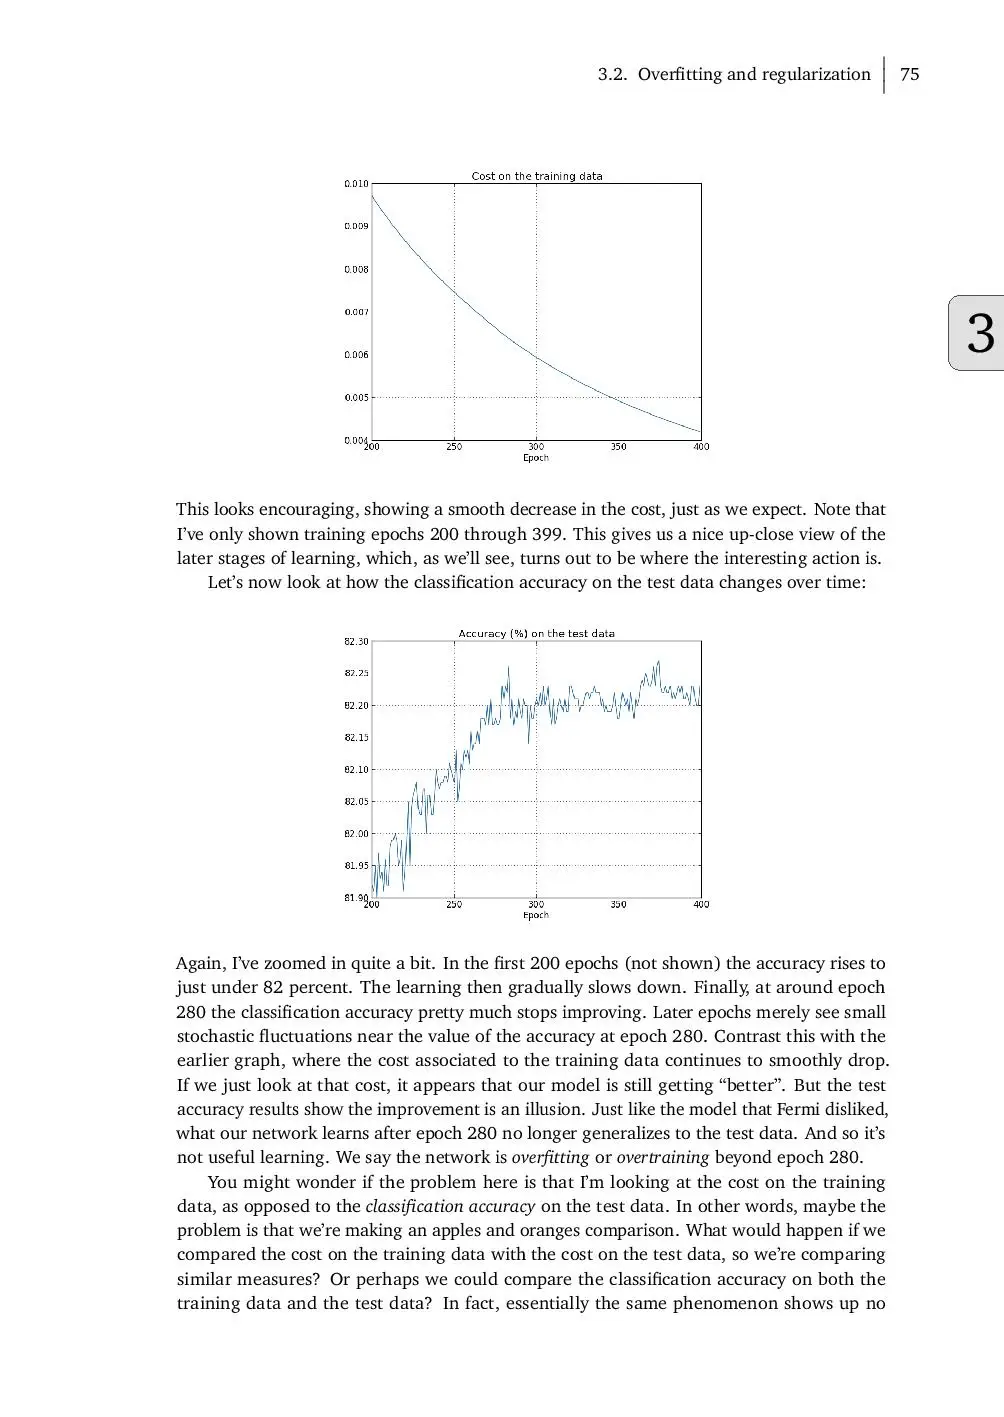 3.2. Overfitting and regularization 75
Cost on the training data
0.010
0.009
0.008
0.007
0.006
0.005
0.004
200 250 300 350 400
Epoch
3
This looks encouraging, showing a smooth decrease in the cost, just as we expect. Note that
I’ve only shown training epochs 200 through 399. This gives us a nice up-close view of the
later stages of learning, which, as we’ll see, turns out to be where the interesting action is.
Let’s now look at how the classification accuracy on the test data changes over time:
Accuracy (%) on the test data
82.30
82.25
82.20
82.15
82.10
82.05
82.00
81.95
81.90
200 250 300 350 400
Epoch
Again, I’ve zoomed in quite a bit. In the first 200 epochs (not shown) the accuracy rises to
just under 82 percent. The learning then gradually slows down. Finally, at around epoch
280 the classification accuracy pretty much stops improving. Later epochs merely see small
stochastic fluctuations near the value of the accuracy at epoch 280. Contrast this with the
earlier graph, where the cost associated to the training data continues to smoothly drop.
If we just look at that cost, it appears that our model is still getting “better”. But the test
accuracy results show the improvement is an illusion. Just like the model that Fermi disliked,
what our network learns after epoch 280 no longer generalizes to the test data. And so it’s
not useful learning. We say the network is overfitting or overtraining beyond epoch 280.
You might wonder if the problem here is that I’m looking at the cost on the training
data, as opposed to the classification accuracy on the test data. In other words, maybe the
problem is that we’re making an apples and oranges comparison. What would happen if we
compared the cost on the training data with the cost on the test data, so we’re comparing
similar measures? Or perhaps we could compare the classification accuracy on both the
training data and the test data? In fact, essentially the same phenomenon shows up no